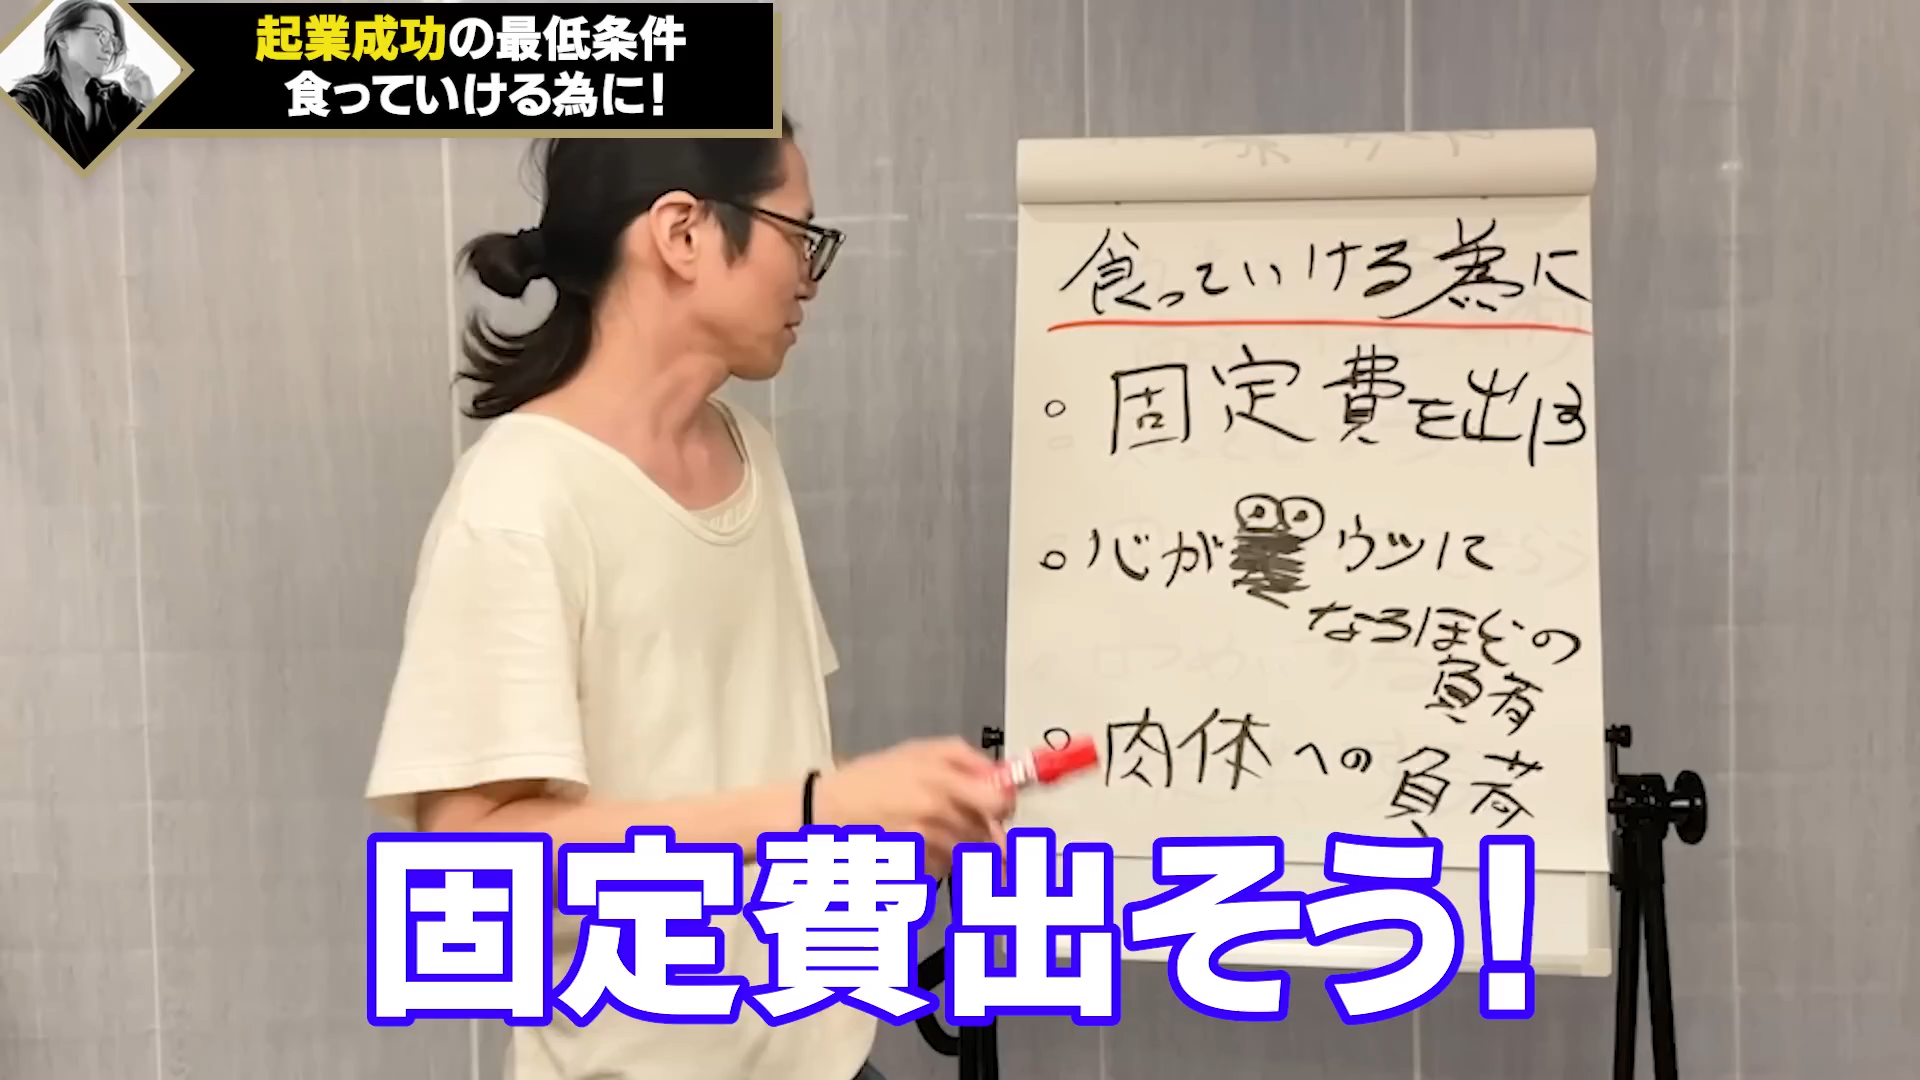 起業成功の最低条件
食っていける為に!
食っていける為に
固定費を出する
心がウツに
なるほどの
負荷
肉体への負荷
固定費出そう!